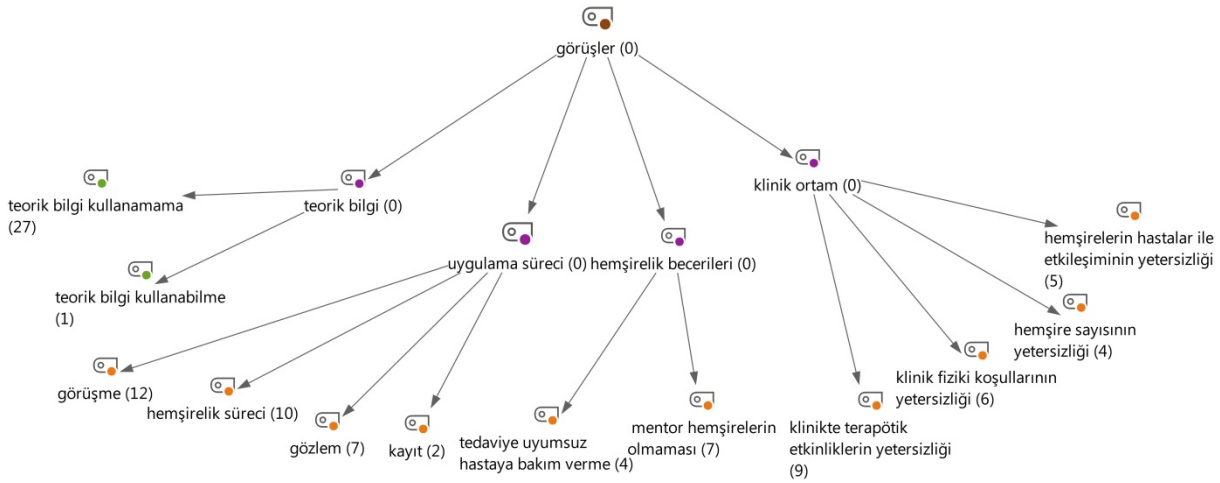 görüşler (0)
teorik bilgi (0)
klinik ortam (0)
teorik bilgi kullanamama
(27)
teorik bilgi kullanabilme
(1)
uygulama süreci (0)
hemşirelik becerileri (0)
hemşirelerin hastalar ile
etkileşiminin yetersizliği
(5)
hemşire sayısının
yetersizliği (4)
klinik fiziki koşullarının
yetersizliği (6)
görüşme (12)
hemşirelik süreci (10)
gözlem (7)
kayıt (2)
tedaviye uyumsuz
hastaya bakım verme (4)
mentor hemşirelerin
olmaması (7)
klinikte terapötik
etkinliklerin yetersizliği
(9)